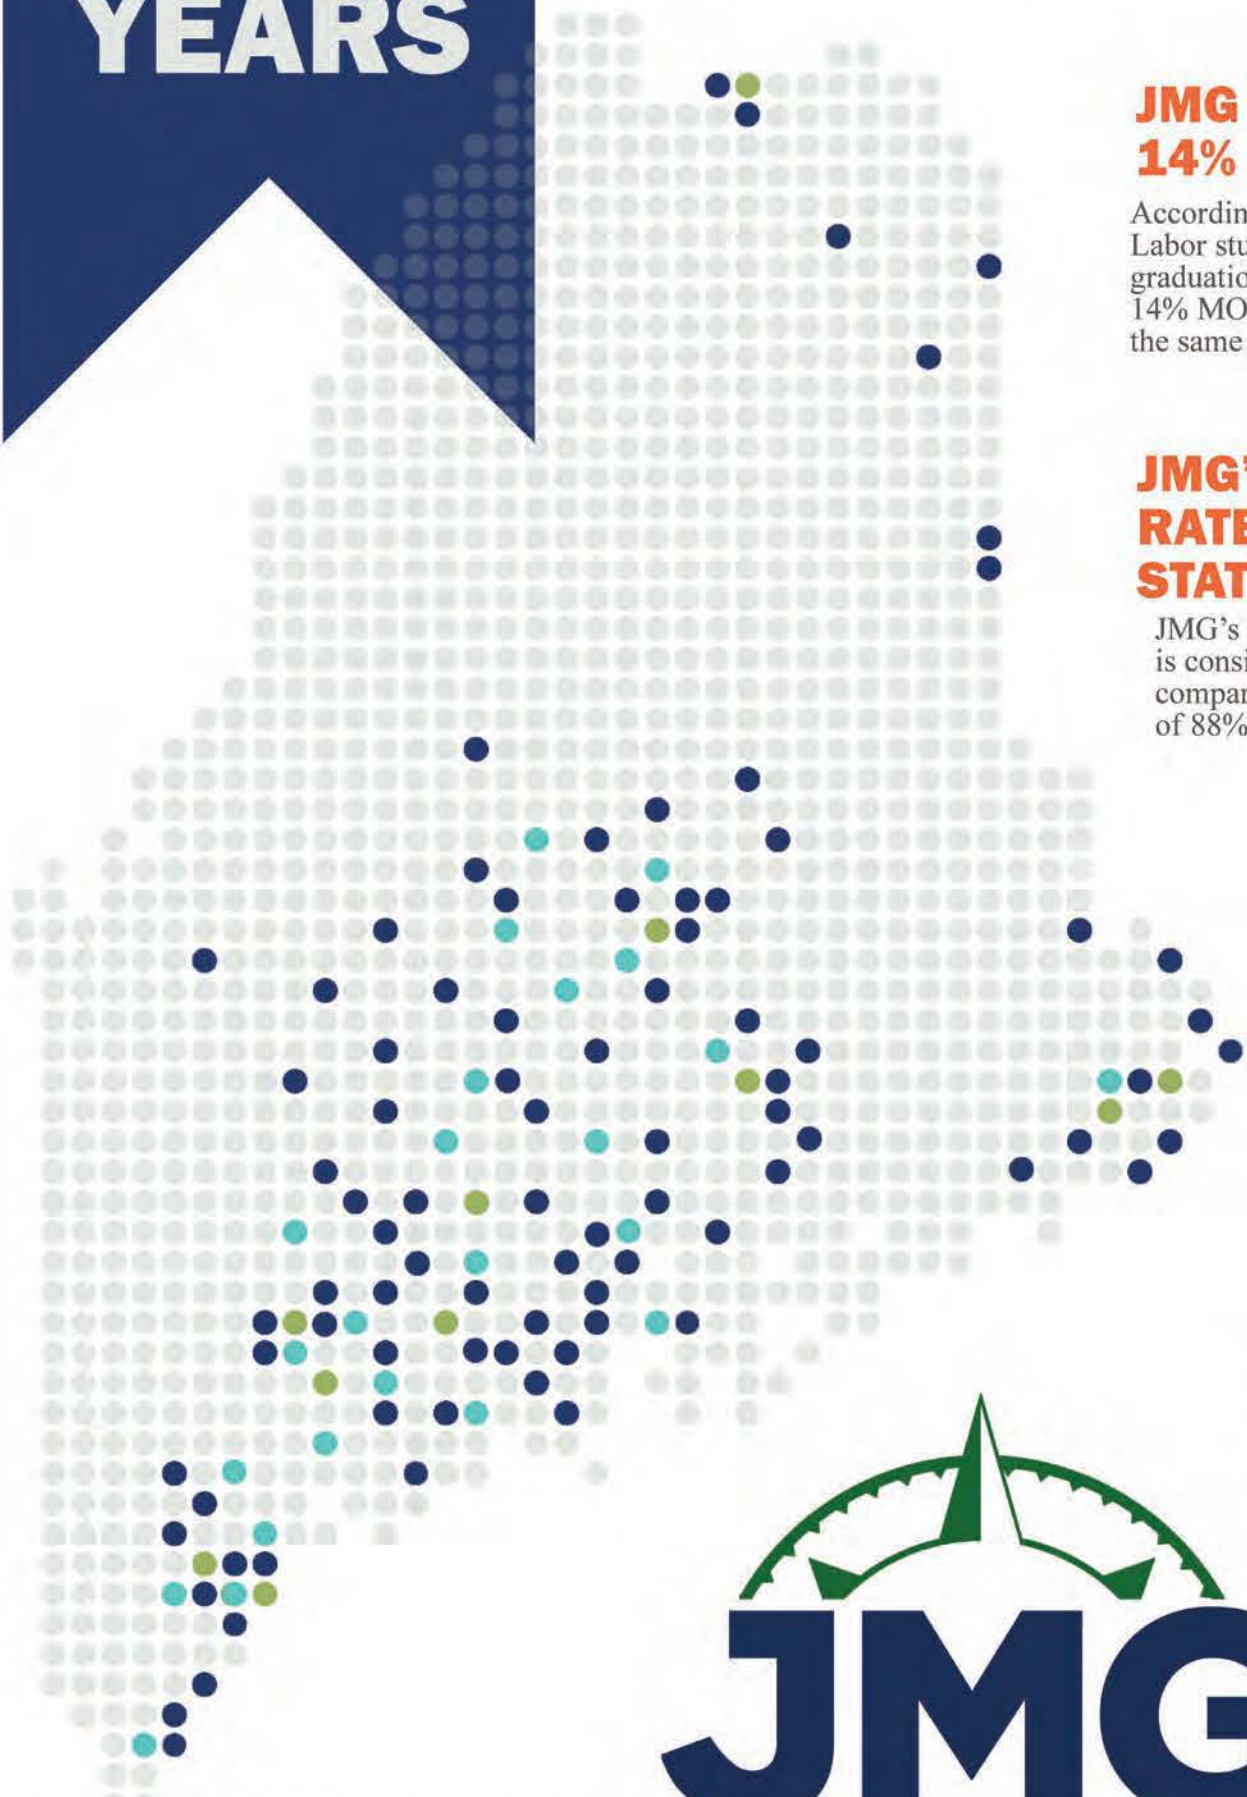 YEARS
JMG
14%
Accordin
Labor stu
graduatio
14% MO
the same
JMG'
RATE
STAT
JMG's
is consi
compar
of 88%
JMG